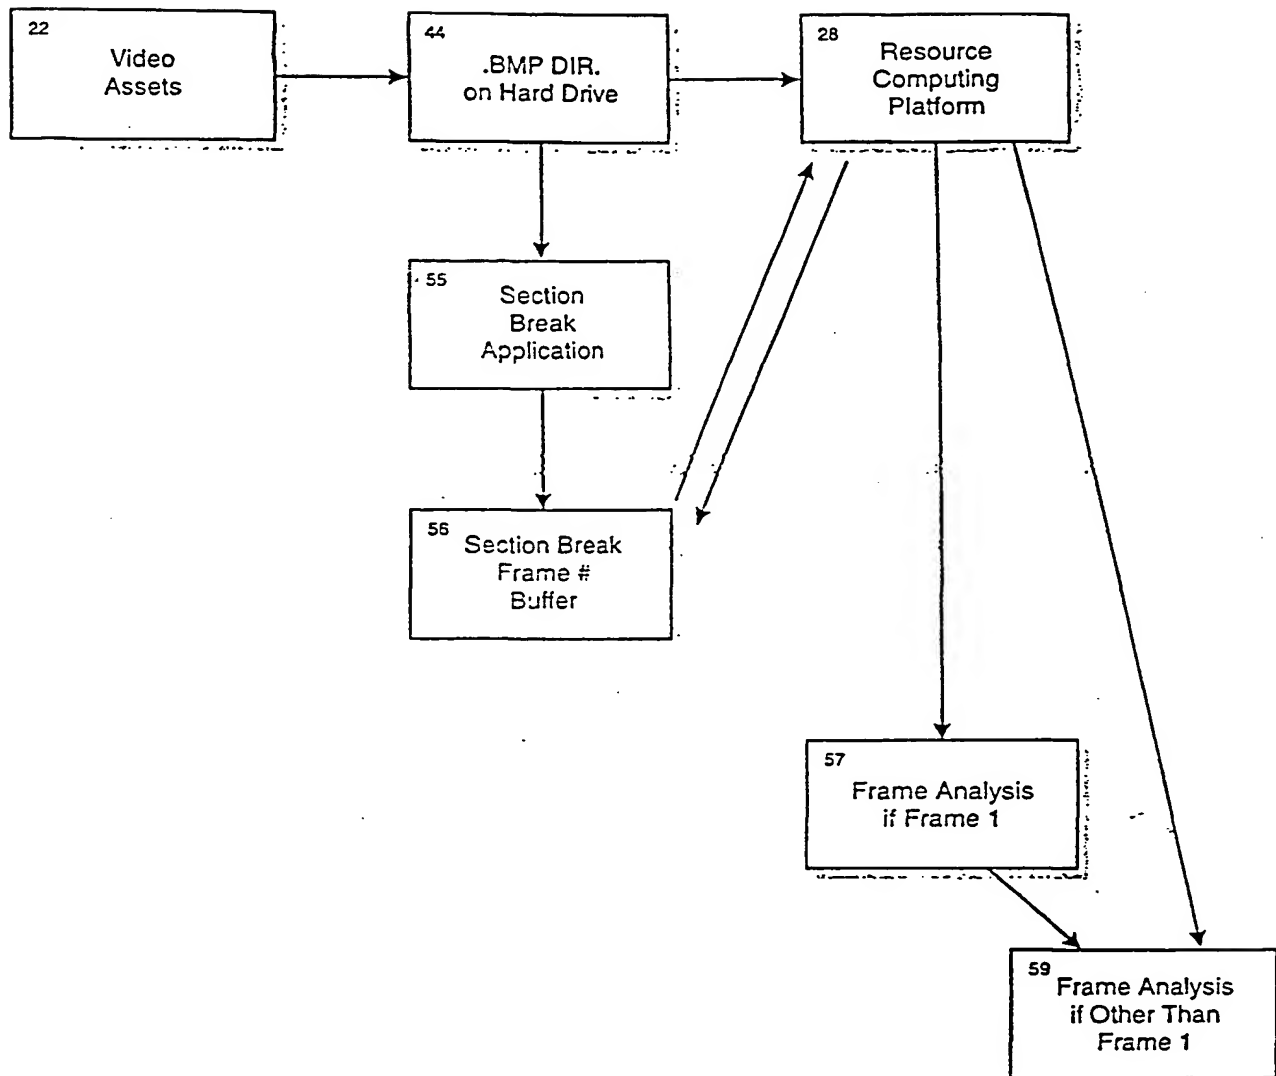 22
Video
Assets
44
.BMP DIR.
on Hard Drive
28
Resource
Computing
Platform
55
Section
Break
Application
56
Section Break
Frame #
Buffer
57
Frame Analysis
if Frame 1
59
Frame Analysis
if Other Than
Frame 1